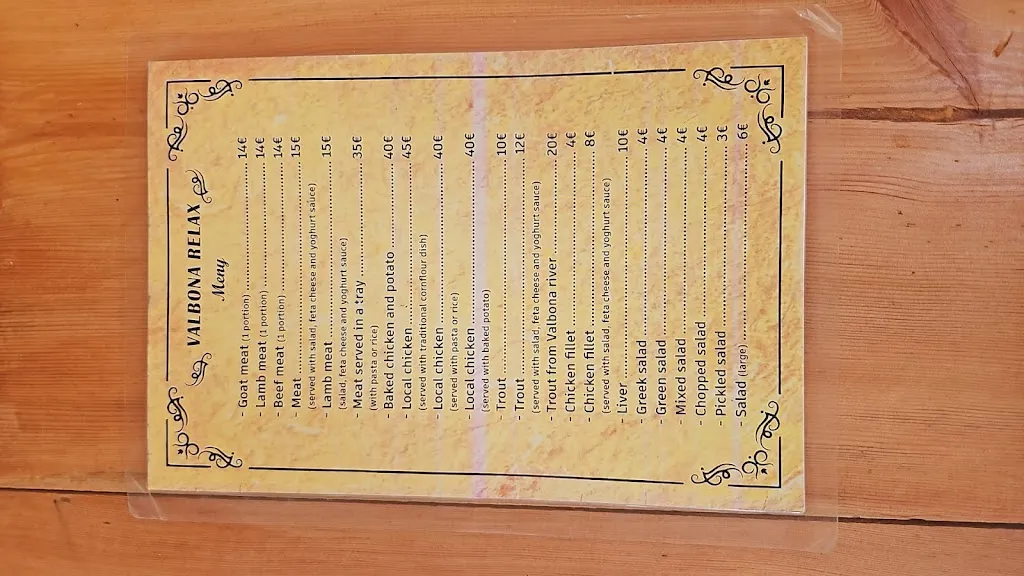 VALBONA RELAX
Meny
- Goat meat (1 portion) ........ 14€
- Lamb meat (1 portion) ........ 14€
- Beef meat (1 portion) ........ 14€
- Meat ........ 15€
(served with salad, feta cheese and yoghurt sauce)
- Lamb meat ........ 15€
(salad, feta cheese and yoghurt sauce)
- Meat served in a tray ........ 35€
(with pasta or rice)
- Baked chicken and potato ........ 40€
- Local chicken ........ 45€
(served with traditional cornflour dish)
- Local chicken ........ 40€
(served with pasta or rice)
- Local chicken ........ 40€
(served with baked potato)
- Trout ........ 10€
- Trout ........ 12€
(served with salad, feta cheese and yoghurt sauce)
- Trout from Valbona river ........ 20€
- Chicken fillet ........ 4€
- Chicken fillet ........ 8€
(served with salad, feta cheese and yoghurt sauce)
- Liver ........ 10€
- Greek salad ........ 4€
- Green salad ........ 4€
- Mixed salad ........ 4€
- Chopped salad ........ 4€
- Pickled salad ........ 3€
- Salad (large) ........ 6€